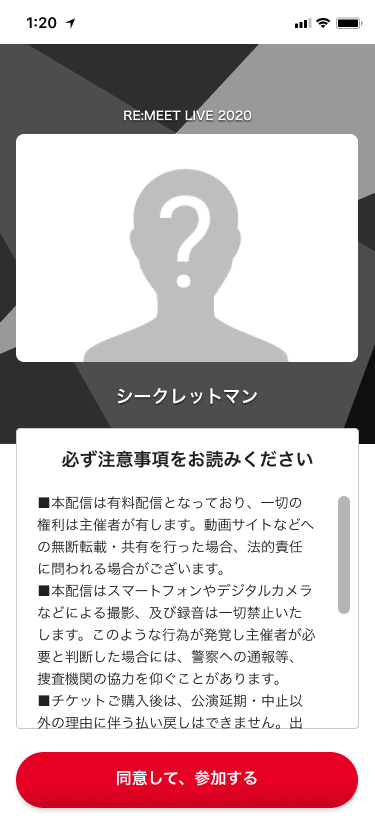 1:20
RE:MEET LIVE 2020
?
シークレットマン
必ず注意事項をお読みください
■本配信は有料配信となっており、一切の
権利は主催者が有します。動画サイトなどへ
の無断転載・共有を行った場合、法的責任
に問われる場合がございます。
■本配信はスマートフォンやデジタルカメラ
などによる撮影、及び録音は一切禁止いた
します。このような行為が発覚し主催者が必
要と判断した場合には、警察への通報等、
捜査機関の協力を仰ぐことがあります。
■チケットご購入後は、公演延期・中止以
外の理由に伴う払い戻しはできません。出
同意して、参加する